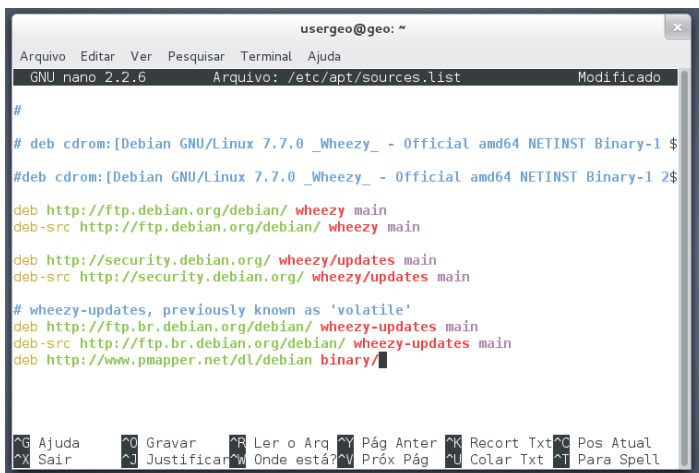 usergeo@geo: ~
Arquivo Editar Ver Pesquisar Terminal Ajuda
GNU nano 2.2.6 Arquivo: /etc/apt/sources.list Modificado
#
# deb cdrom:[Debian GNU/Linux 7.7.0 _Wheezy_ - Official amd64 NETINST Binary-1 $
#deb cdrom:[Debian GNU/Linux 7.7.0 _Wheezy_ - Official amd64 NETINST Binary-1 2$
deb http://ftp.debian.org/debian/ wheezy main
deb-src http://ftp.debian.org/debian/ wheezy main
deb http://security.debian.org/ wheezy/updates main
deb-src http://security.debian.org/ wheezy/updates main
# wheezy-updates, previously known as 'volatile'
deb http://ftp.br.debian.org/debian/ wheezy-updates main
deb-src http://ftp.br.debian.org/debian/ wheezy-updates main
deb http://www.pmapper.net/dl/debian binary/
^G Ajuda ^O Gravar ^R Ler o Arq ^Y Pág Anter ^K Recort Txt ^C Pos Atual
^X Sair ^J Justificar ^W Onde está? ^V Próx Pág ^U Colar Txt ^T Para Spell